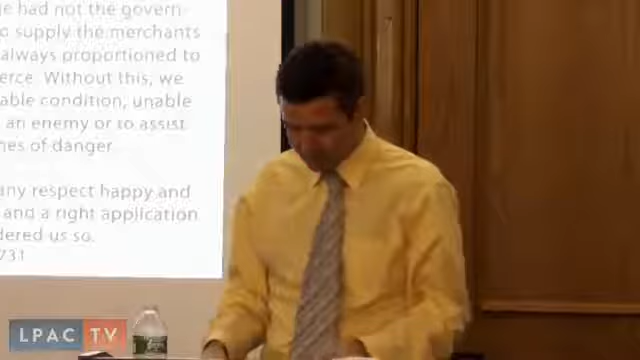 ge had not the govern-
o supply the merchants
always proportioned to
erce. Without this, we
able condition, unable
an enemy or to assist
nes of danger.
any respect happy and
and a right application
dered us so.
731
LPAC TV